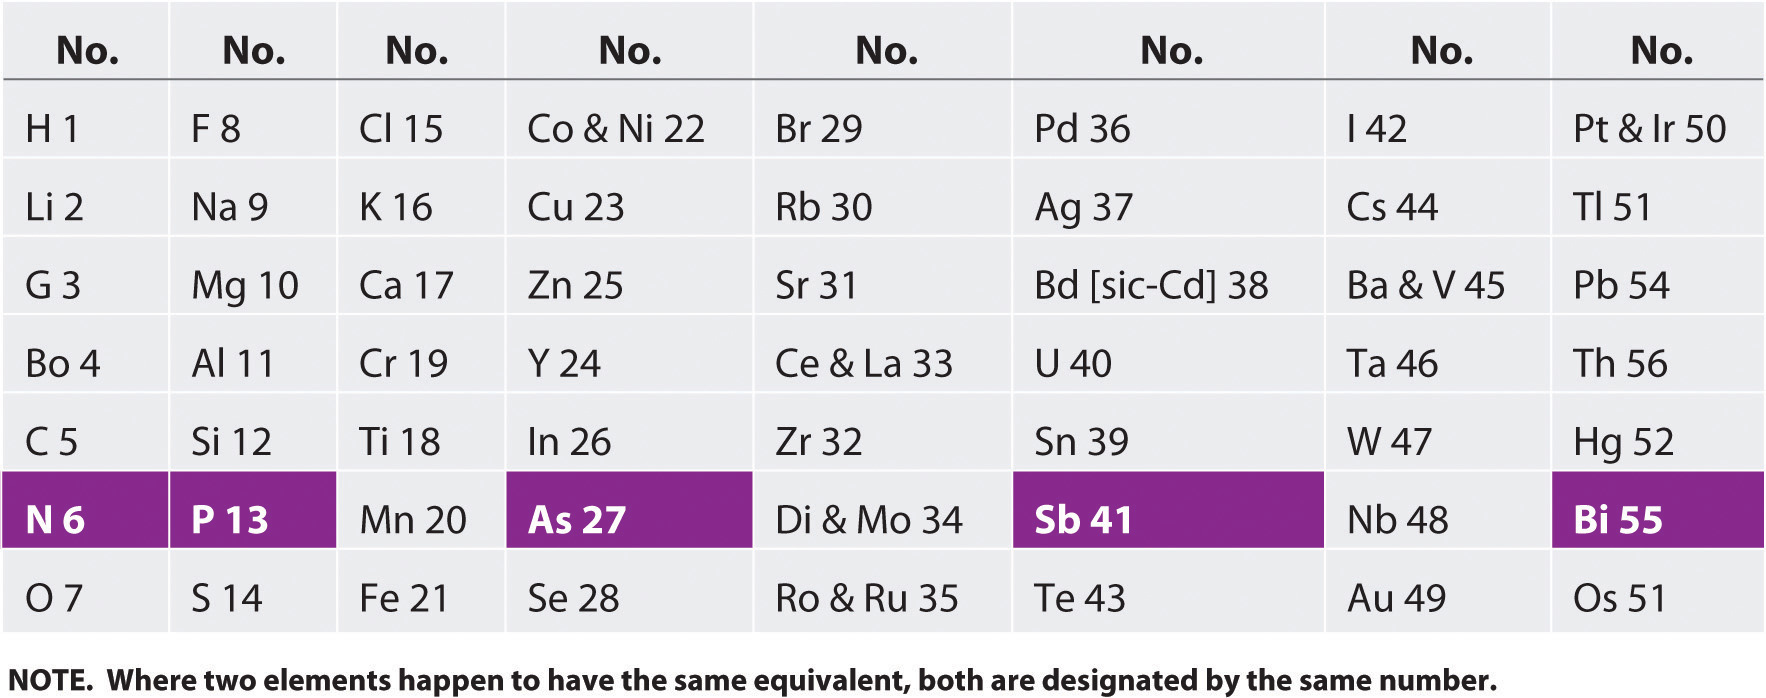 No. No. No. No. No. No. No. No.
H 1 F 8 Cl 15 Co & Ni 22 Br 29 Pd 36 I 42 Pt & Ir 50
Li 2 Na 9 K 16 Cu 23 Rb 30 Ag 37 Cs 44 Tl 51
G 3 Mg 10 Ca 17 Zn 25 Sr 31 Bd [sic-Cd] 38 Ba & V 45 Pb 54
Bo 4 Al 11 Cr 19 Y 24 Ce & La 33 U 40 Ta 46 Th 56
C 5 Si 12 Ti 18 In 26 Zr 32 Sn 39 W 47 Hg 52
N 6 P 13 Mn 20 As 27 Di & Mo 34 Sb 41 Nb 48 Bi 55
O 7 S 14 Fe 21 Se 28 Ro & Ru 35 Te 43 Au 49 Os 51
NOTE. Where two elements happen to have the same equivalent, both are designated by the same number.